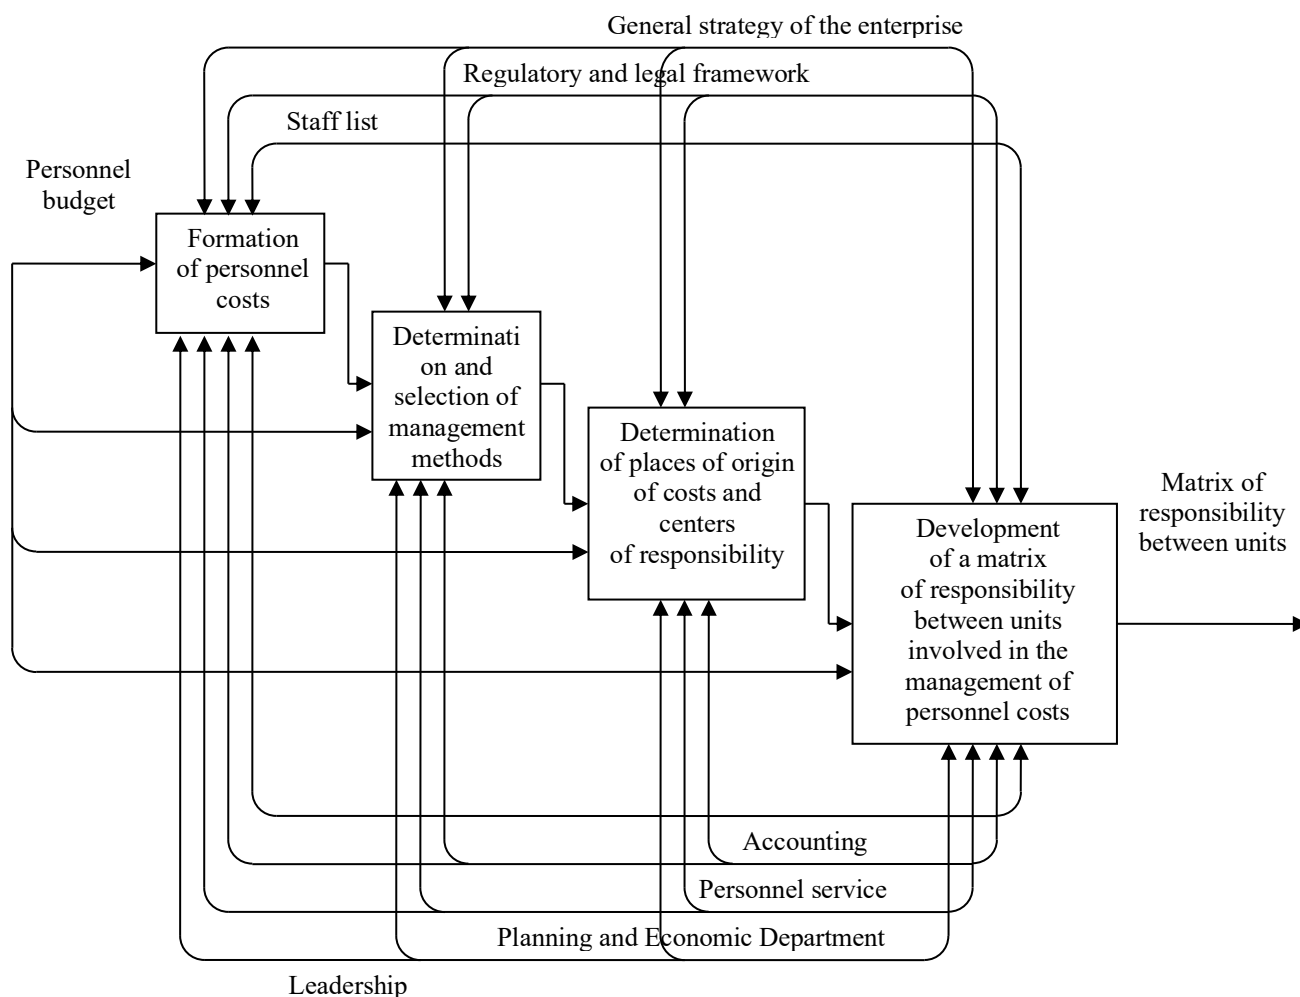 General strategy of the enterprise
Regulatory and legal framework
Staff list
Personnel
budget
Formation
of personnel
costs
Determinati
on and
selection of
management
methods
Determination
of places of origin
of costs and
centers
of responsibility
Development
of a matrix
of responsibility
between units
involved in the
management of
personnel costs
Matrix of
responsibility
between units
Accounting
Personnel service
Planning and Economic Department
Leadership